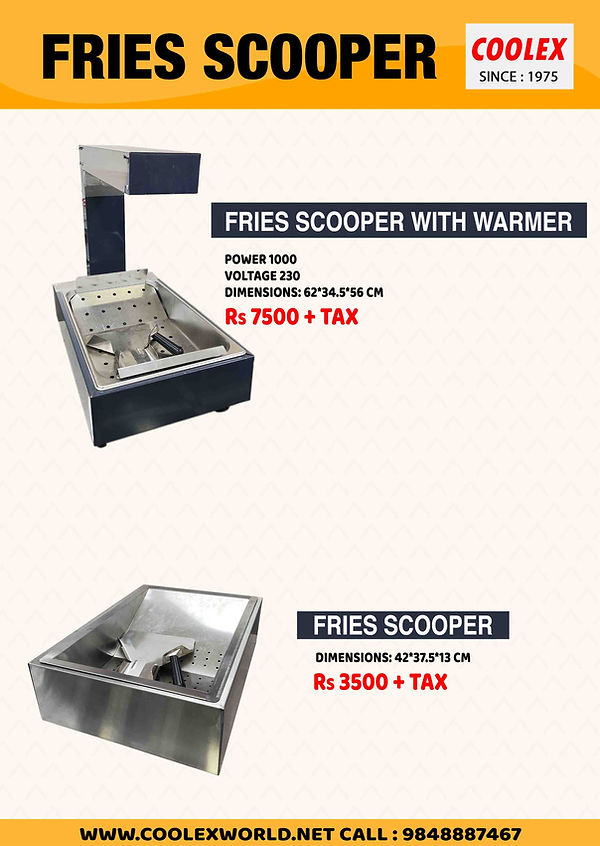 FRIES SCOOPER
COOLEX
SINCE : 1975
FRIES SCOOPER WITH WARMER
POWER 1000
VOLTAGE 230
DIMENSIONS: 62*34.5*56 CM
Rs 7500 + TAX
FRIES SCOOPER
DIMENSIONS: 42*37.5*13 CM
Rs 3500 + TAX
WWW.COOLEXWORLD.NET CALL : 9848887467